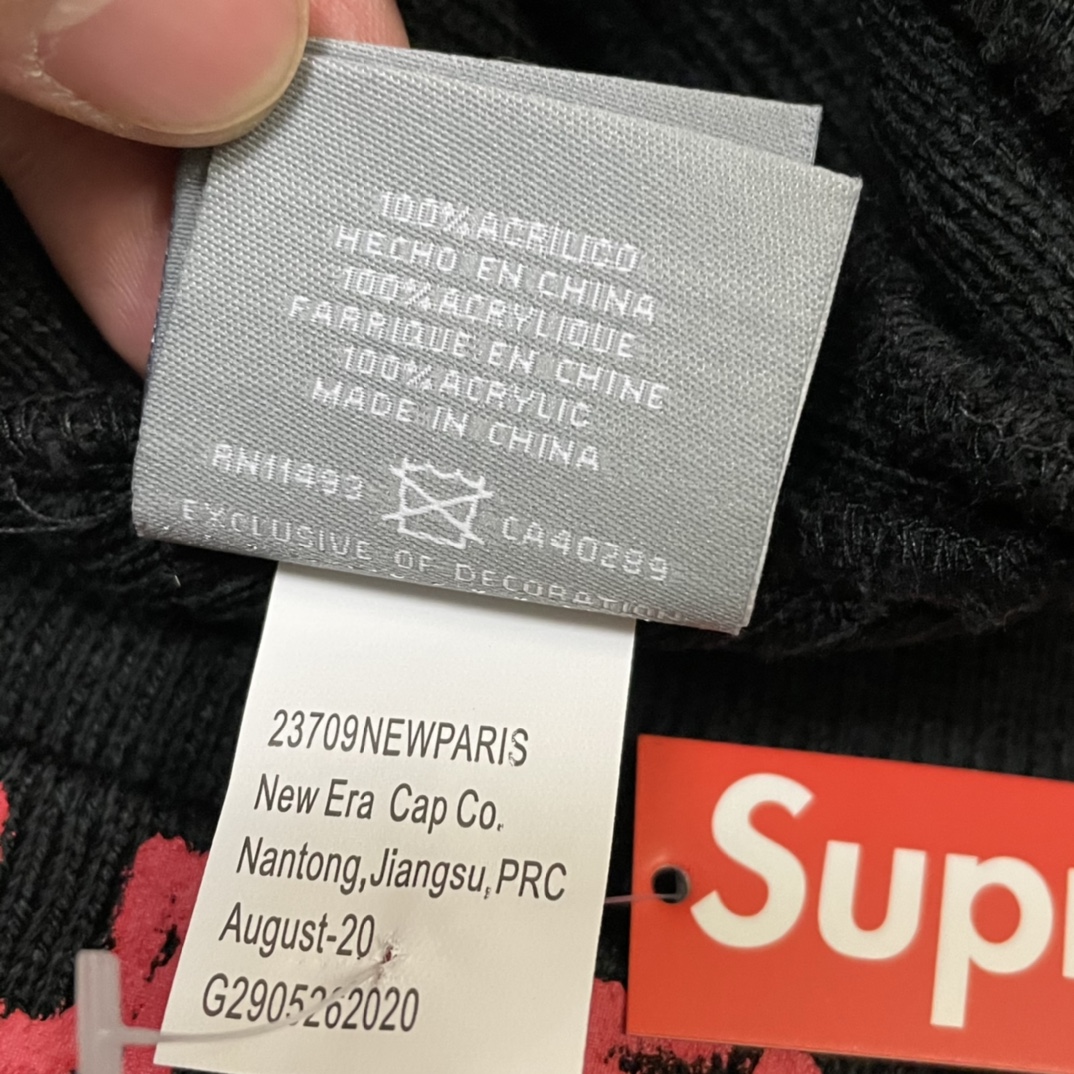 100% ACRILICO
HECHO EN CHINA
100% ACRYLIQUE
FABRIQUE EN CHINE
100% ACRYLIC
MADE IN CHINA
RN11493 CA40289
EXCLUSIVE OF DECORATION
23709NEWPARIS
New Era Cap Co.
Nantong,Jiangsu,PRC
August-20
G2905262020
Sup